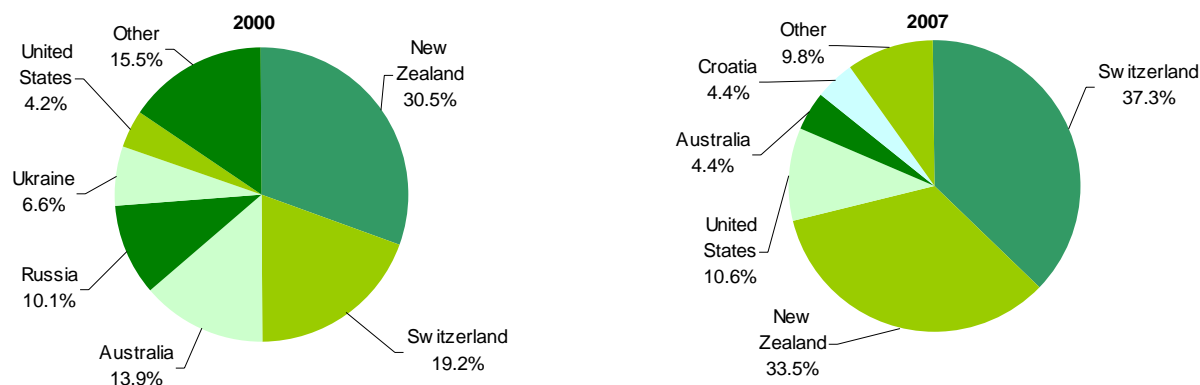 2000
Other
15.5%
New
Zealand
30.5%
United
States
4.2%
Ukraine
6.6%
Russia
10.1%
Australia
13.9%
Switzerland
19.2%
2007
Other
9.8%
Croatia
4.4%
Switzerland
37.3%
Australia
4.4%
United
States
10.6%
New
Zealand
33.5%